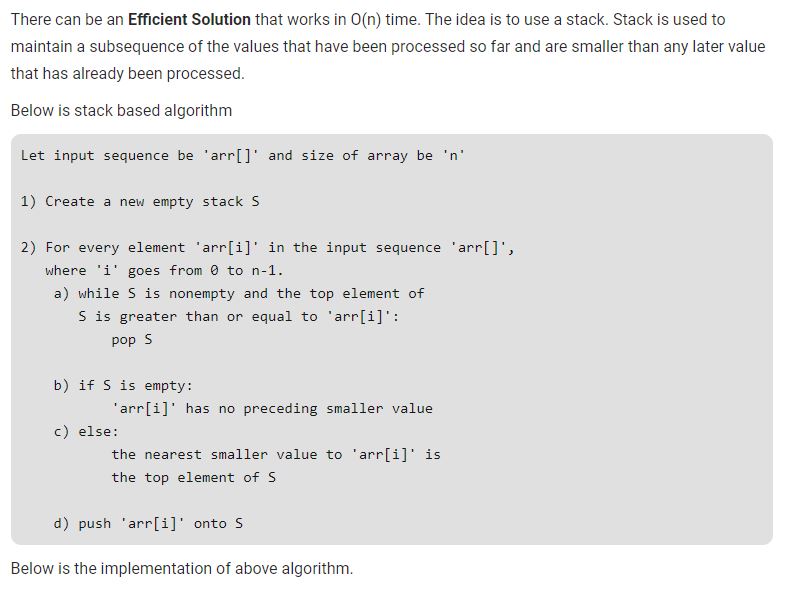 There can be an Efficient Solution that works in O(n) time. The idea is to use a stack. Stack is used to
maintain a subsequence of the values that have been processed so far and are smaller than any later value
that has already been processed.
Below is stack based algorithm
Let input sequence be 'arr[]' and size of array be 'n'
1) Create a new empty stack S
2) For every element 'arr[i]' in the input sequence 'arr[]',
where 'i' goes from 0 to n-1.
a) while S is nonempty and the top element of
S is greater than or equal to 'arr[i]':
pop S
b) if S is empty:
'arr[i]' has no preceding smaller value
c) else:
the nearest smaller value to 'arr[i]' is
the top element of S
d) push 'arr[i]' onto S
Below is the implementation of above algorithm.